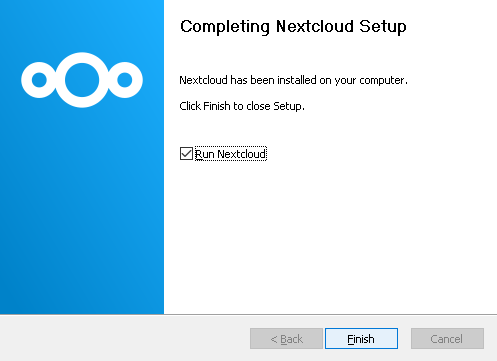 Completing Nextcloud Setup
Nextcloud has been installed on your computer.
Click Finish to close Setup.
Run Nextcloud
< Back
Finish
Cancel